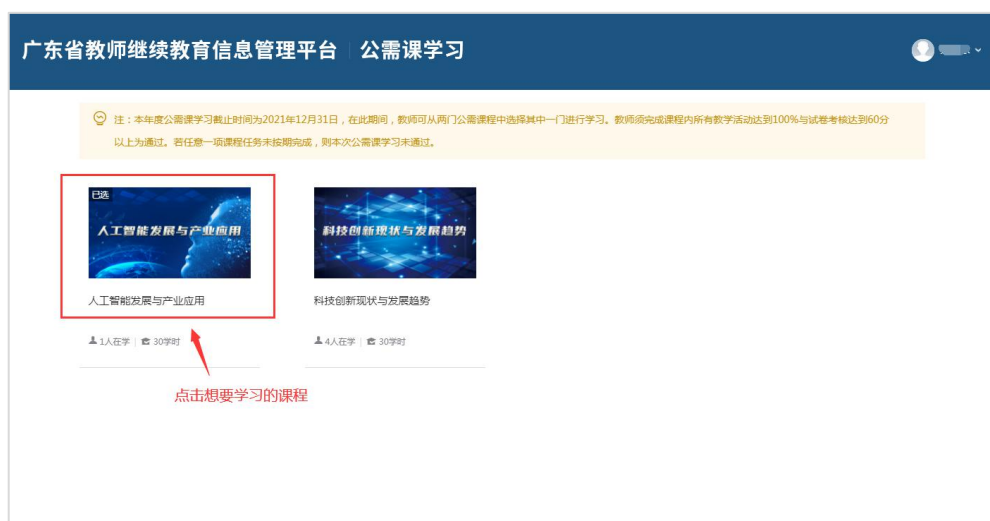 广东省教师继续教育信息管理平台 | 公需课学习
注：本年度公需课学习截止时间为2021年12月31日，在此期间，教师可从两门公需课程中选择其中一门进行学习。教师须完成课程内所有教学活动达到100%与试卷考核达到60分
以上为通过。若任意一项课程任务未按期完成，则本次公需课学习未通过。
已选
人工智能发展与产业应用
科技创新现状与发展趋势
人工智能发展与产业应用
科技创新现状与发展趋势
1人在学 | 30学时
4人在学 | 30学时
点击想要学习的课程